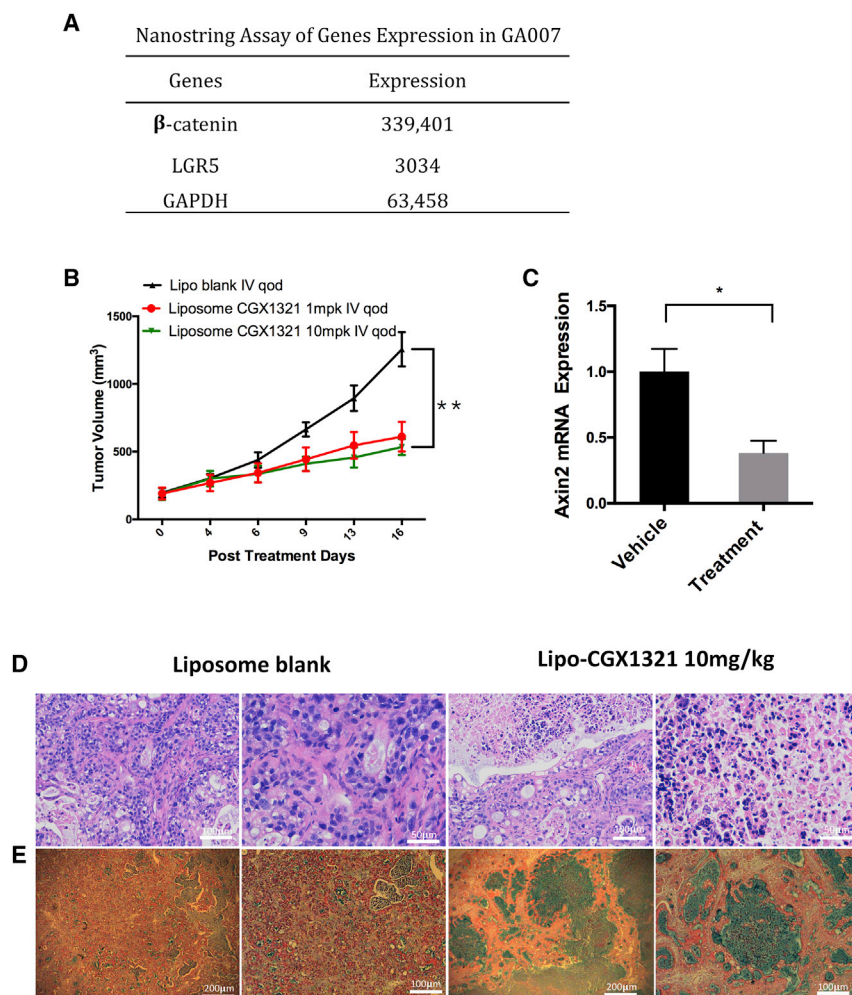 A
Nanostring Assay of Genes Expression in GA007
Genes Expression
β-catenin 339,401
LGR5 3034
GAPDH 63,458
B
Lipo blank IV qod
Liposome CGX1321 1mpk IV qod
Liposome CGX1321 10mpk IV qod
Tumor Volume (mm³)
1500
1000
500
0
0 4 6 9 13 16
**
Post Treatment Days
C
*
Axin2 mRNA Expression
1.5
1.0
0.5
0.0
Vehicle Treatment
D
Liposome blank Lipo-CGX1321 10mg/kg
100μm 50μm 100μm 50μm
E
200μm 100μm 200μm 100μm